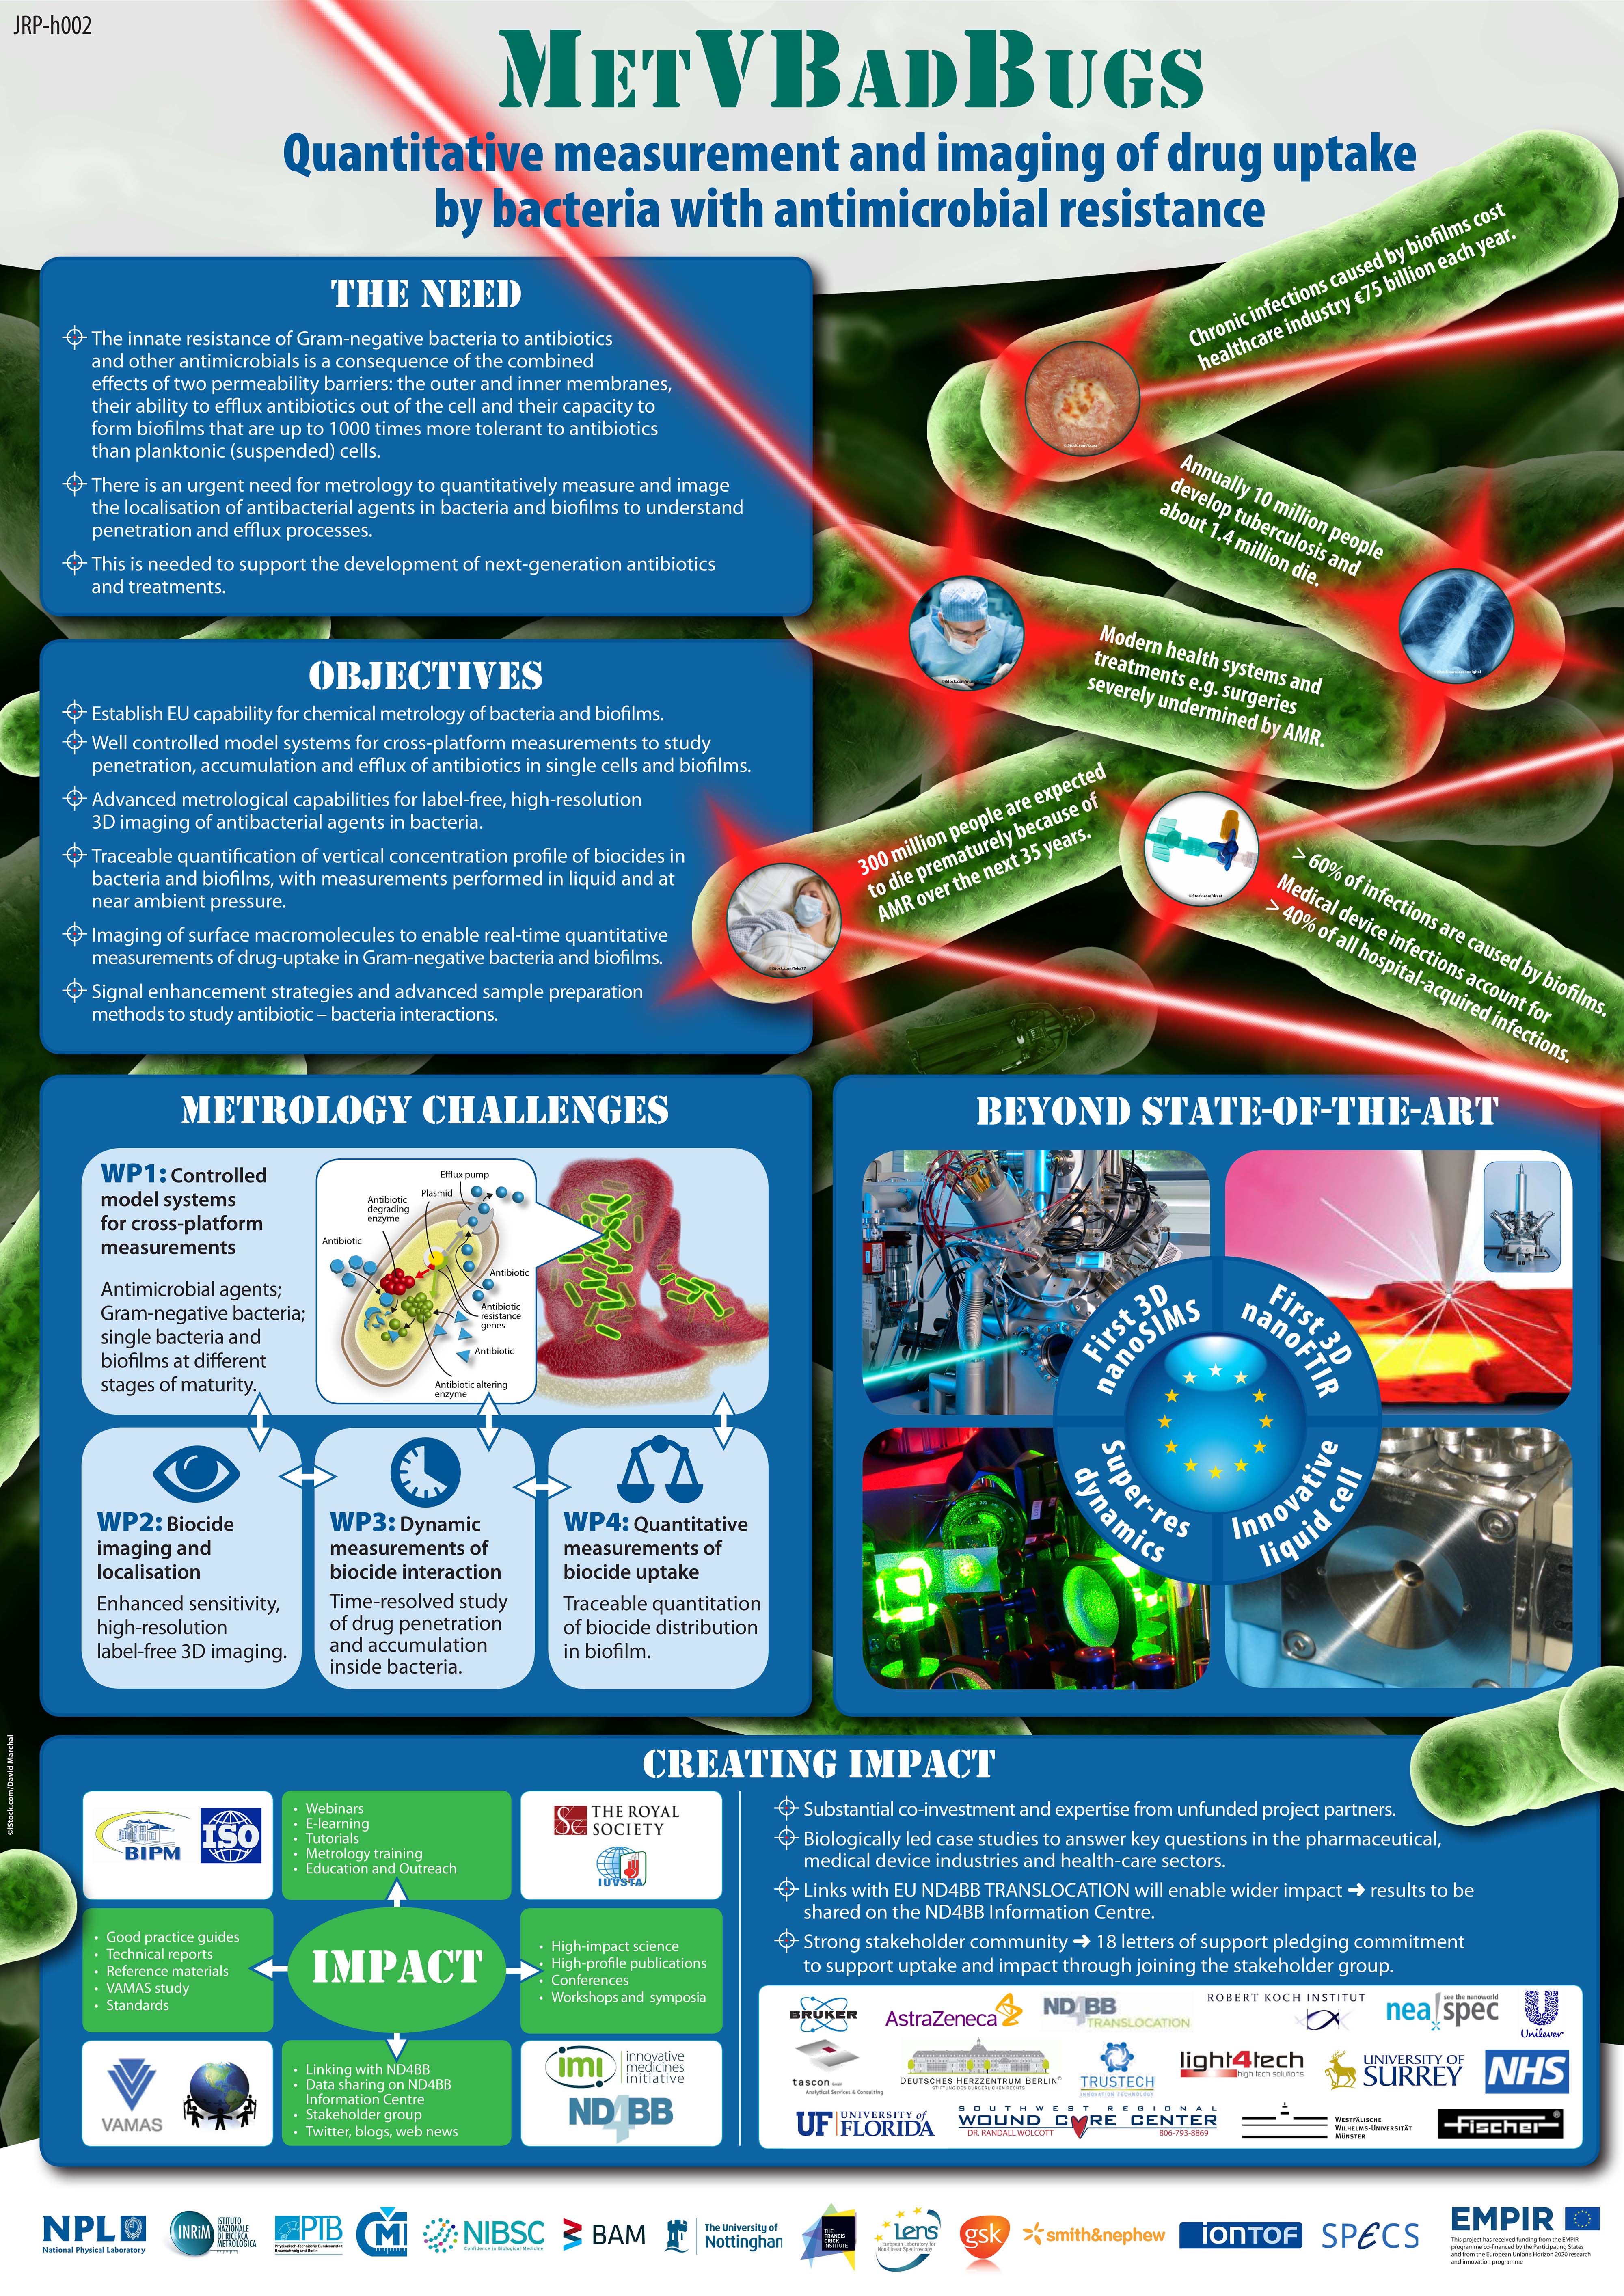 JRP-h002
MetVBadBugs
Quantitative measurement and imaging of drug uptake
by bacteria with antimicrobial resistance
THE NEED
The innate resistance of Gram-negative bacteria to antibiotics
and other antimicrobials is a consequence of the combined
effects of two permeability barriers: the outer and inner membranes,
their ability to efflux antibiotics out of the cell and their capacity to
form biofilms that are up to 1000 times more tolerant to antibiotics
than planktonic (suspended) cells.
There is an urgent need for metrology to quantitatively measure and image
the localisation of antibacterial agents in bacteria and biofilms to understand
penetration and efflux processes.
This is needed to support the development of next-generation antibiotics
and treatments.
Chronic infections caused by biofilms cost
healthcare industry €75 billion each year.
Annually 10 million people
develop tuberculosis and
about 1.4 million die.
Modern health systems and
treatments e.g. surgeries
severely undermined by AMR.
300 million people are expected
to die prematurely because of
AMR over the next 35 years.
> 60% of infections are caused by biofilms.
Medical device infections account for
> 40% of all hospital-acquired infections.
OBJECTIVES
Establish EU capability for chemical metrology of bacteria and biofilms.
Well controlled model systems for cross-platform measurements to study
penetration, accumulation and efflux of antibiotics in single cells and biofilms.
Advanced metrological capabilities for label-free, high-resolution
3D imaging of antibacterial agents in bacteria.
Traceable quantification of vertical concentration profile of biocides in
bacteria and biofilms, with measurements performed in liquid and at
near ambient pressure.
Imaging of surface macromolecules to enable real-time quantitative
measurements of drug-uptake in Gram-negative bacteria and biofilms.
Signal enhancement strategies and advanced sample preparation
methods to study antibiotic – bacteria interactions.
METROLOGY CHALLENGES
WP1: Controlled
model systems
for cross-platform
measurements
Antimicrobial agents;
Gram-negative bacteria;
single bacteria and
biofilms at different
stages of maturity.
Efflux pump
Plasmid
Antibiotic
degrading
enzyme
Antibiotic
Antibiotic
Antibiotic
resistance
genes
Antibiotic
Antibiotic altering
enzyme
WP2: Biocide
imaging and
localisation
Enhanced sensitivity,
high-resolution
label-free 3D imaging.
WP3: Dynamic
measurements of
biocide interaction
Time-resolved study
of drug penetration
and accumulation
inside bacteria.
WP4: Quantitative
measurements of
biocide uptake
Traceable quantitation
of biocide distribution
in biofilm.
BEYOND STATE-OF-THE-ART
First 3D
nanoSIMS
First 3D
nanoFTIR
Super-res
dynamics
Innovative
liquid cell
©iStock.com/David Marchal
CREATING IMPACT
BIPM
ISO
• Webinars
• E-learning
• Tutorials
• Metrology training
• Education and Outreach
THE ROYAL
SOCIETY
IUVSTA
• Good practice guides
• Technical reports
• Reference materials
• VAMAS study
• Standards
IMPACT
• High-impact science
• High-profile publications
• Conferences
• Workshops and symposia
VAMAS
• Linking with ND4BB
• Data sharing on ND4BB
Information Centre
• Stakeholder group
• Twitter, blogs, web news
imi
innovative
medicines
initiative
ND4BB
Substantial co-investment and expertise from unfunded project partners.
Biologically led case studies to answer key questions in the pharmaceutical,
medical device industries and health-care sectors.
Links with EU ND4BB TRANSLOCATION will enable wider impact ➜ results to be
shared on the ND4BB Information Centre.
Strong stakeholder community ➜ 18 letters of support pledging commitment
to support uptake and impact through joining the stakeholder group.
BRUKER
AstraZeneca
ND4BB
TRANSLOCATION
ROBERT KOCH INSTITUT
neaspec
see the nanoworld
Unilever
tascon GmbH
Analytical Services & Consulting
DEUTSCHES HERZZENTRUM BERLIN
STIFTUNG DES BÜRGERLICHEN RECHTS
TRUSTECH
INNOVATION TECHNOLOGY
light4tech
high tech solutions
UNIVERSITY OF
SURREY
NHS
UF UNIVERSITY of
FLORIDA
SOUTHWEST REGIONAL
WOUND CARE CENTER
DR. RANDALL WOLCOTT 806-793-8869
WESTFÄLISCHE
WILHELMS-UNIVERSITÄT
MÜNSTER
Fischer®
NPL
National Physical Laboratory
INRiM
ISTITUTO
NAZIONALE
DI RICERCA
METROLOGICA
PTB
Physikalisch-Technische Bundesanstalt
Braunschweig und Berlin
CMI
NIBSC
Confidence in Biological Medicine
BAM
The University of
Nottingham
THE
FRANCIS
CRICK
INSTITUTE
Lens
European Laboratory for
Non-Linear Spectroscopy
gsk
smith&nephew
ionTOF
SPECS
EMPIR
This project has received funding from the EMPIR
programme co-financed by the Participating States
and from the European Union's Horizon 2020 research
and innovation programme